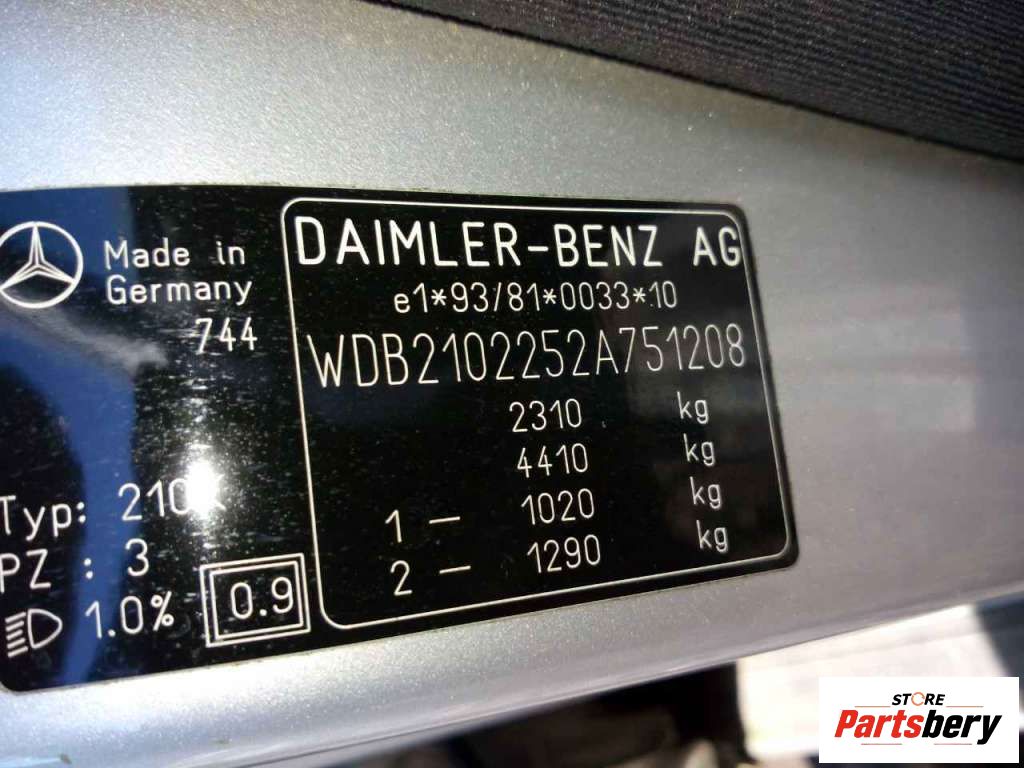 Made in
Germany
744
Typ: 210K
PZ : 3
1.0%
0.9
DAIMLER-BENZ AG
e1*93/81*0033*10
WDB2102252A751208
2310 kg
4410 kg
1 - 1020 kg
2 - 1290 kg
STORE
Partsbery